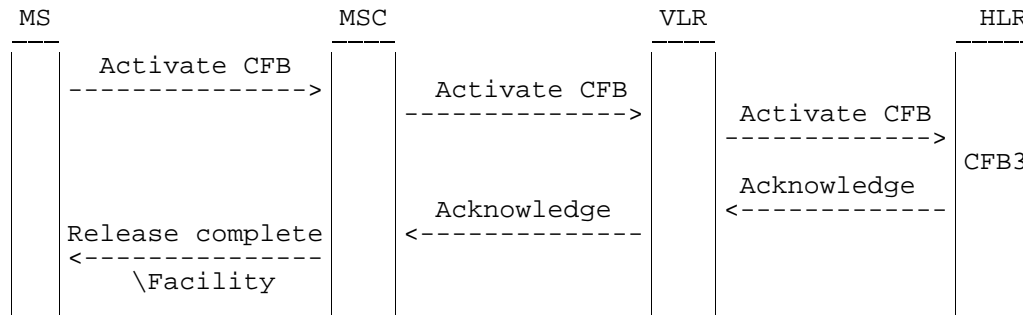 MS MSC VLR HLR
Activate CFB
Activate CFB
Activate CFB
CFB3
Acknowledge
Acknowledge
Release complete
\Facility